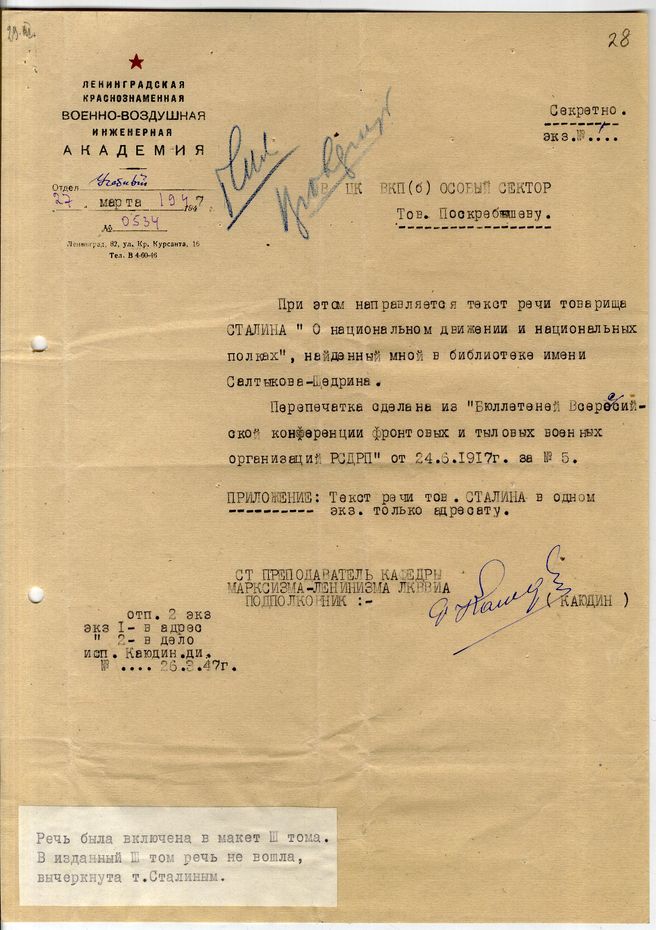 28
ЛЕНИНГРАДСКАЯ
КРАСНОЗНАМЕННАЯ
ВОЕННО-ВОЗДУШНАЯ
ИНЖЕНЕРНАЯ
АКАДЕМИЯ
Отдел Учебный
27 марта 1947
№ 0534
Ленинград, 82, ул. Кр. Курсанта, 16
Тел. В 4-60-46
Секретно.
экз.№ 1...
В ЦК ВКП(б) ОСОБЫЙ СЕКТОР
Тов. Поскребышеву.
При этом направляется текст речи товарища
СТАЛИНА " О национальном движении и национальных
полках", найденный мной в библиотеке имени
Салтыкова-Щедрина.
Перепечатка сделана из "Бюллетеней Всеросий-
ской конференции фронтовых и тыловых военных
организаций РСДРП" от 24.6.1917г. за № 5.
ПРИЛОЖЕНИЕ: Текст речи тов. СТАЛИНА в одном
экз. только адресату.
СТ ПРЕПОДАВАТЕЛЬ КАФЕДРЫ
МАРКСИЗМА-ЛЕНИНИЗМА ЛКВВИА
ПОДПОЛКОВНИК :- ( КАЮДИН )
отп. 2 экз
экз 1- в адрес
" 2- в дело
исп. Каюдин.ди.
№ .... 26.3.47г.
Речь была включена в макет Ш тома.
В изданный Ш том речь не вошла,
вычеркнута т.Сталиным.